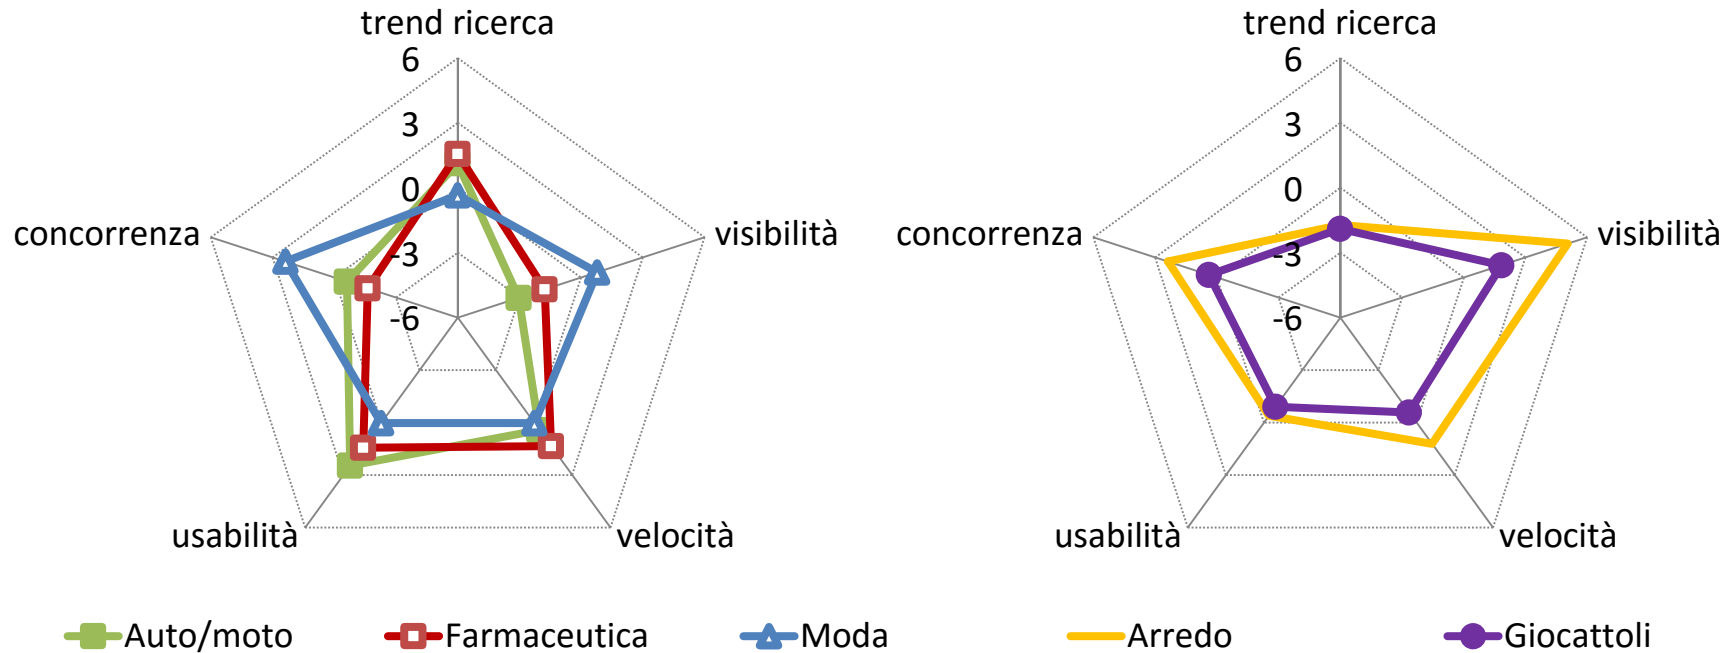 trend ricerca
6
3
0
-3
-6
visibilità
velocità
usabilità
concorrenza
trend ricerca
6
3
0
-3
-6
visibilità
velocità
usabilità
concorrenza
Auto/moto
Farmaceutica
Moda
Arredo
Giocattoli